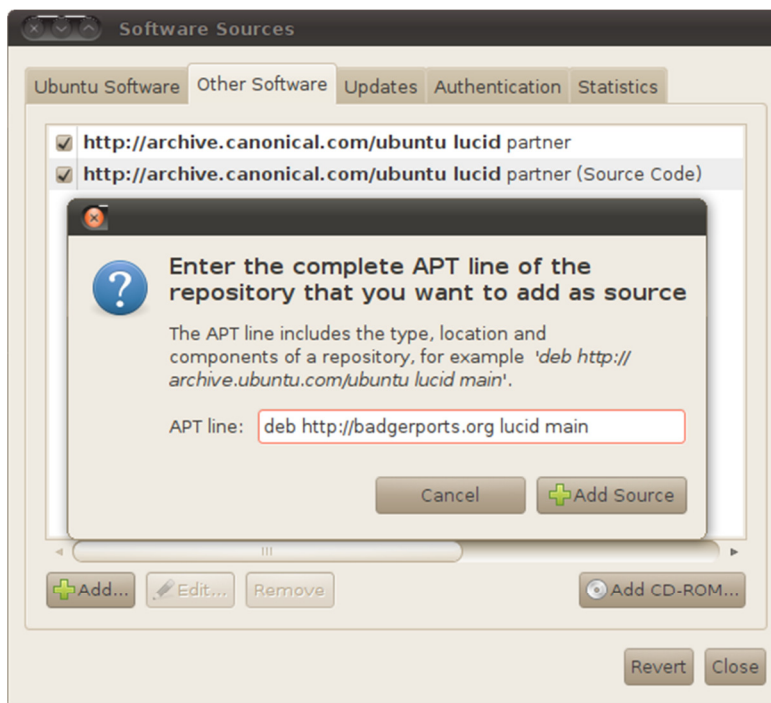 Software Sources
Ubuntu Software Other Software Updates Authentication Statistics
http://archive.canonical.com/ubuntu lucid partner
http://archive.canonical.com/ubuntu lucid partner (Source Code)
Enter the complete APT line of the
repository that you want to add as source
The APT line includes the type, location and
components of a repository, for example 'deb http://
archive.ubuntu.com/ubuntu lucid main'.
APT line: deb http://badgerports.org lucid main
Cancel Add Source
Add... Edit... Remove Add CD-ROM...
Revert Close